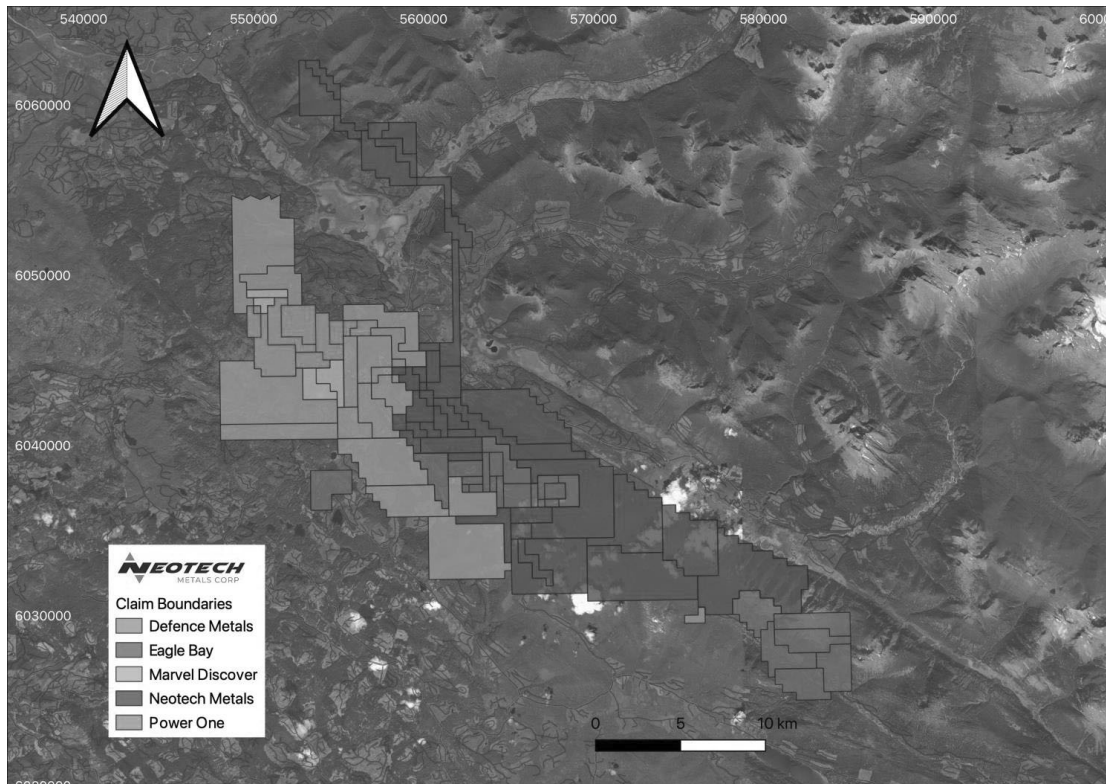 540000 550000 560000 570000 580000 590000 6000
6060000
6050000
6040000
6030000
NEOTECH
METALS CORP
Claim Boundaries
Defence Metals
Eagle Bay
Marvel Discover
Neotech Metals
Power One
0 5 10 km